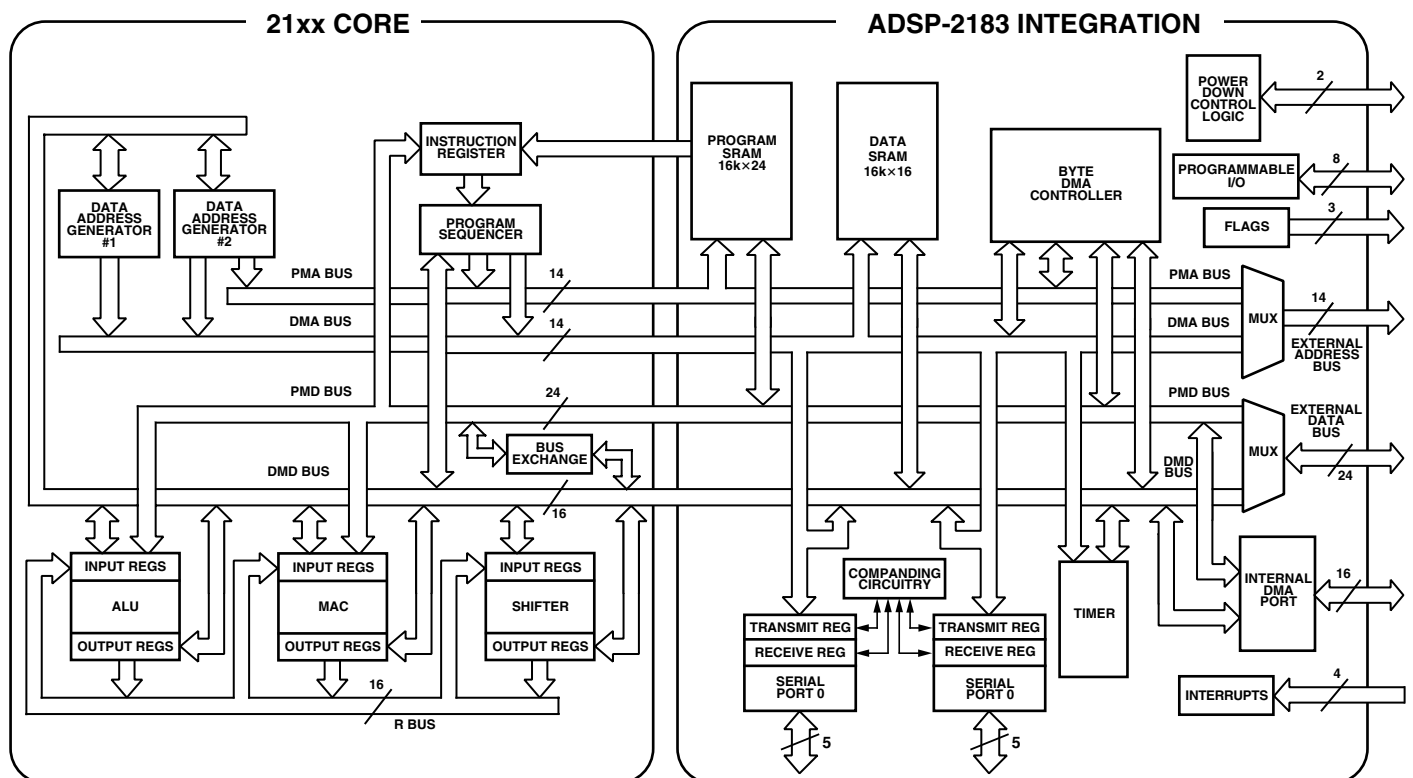 21xx CORE
ADSP-2183 INTEGRATION
POWER
DOWN
CONTROL
LOGIC
2
PROGRAMMABLE
I/O
8
FLAGS
3
INSTRUCTION
REGISTER
PROGRAM
SRAM
16k×24
DATA
SRAM
16k×16
BYTE
DMA
CONTROLLER
DATA
ADDRESS
GENERATOR
#1
DATA
ADDRESS
GENERATOR
#2
PROGRAM
SEQUENCER
PMA BUS
14
PMA BUS
DMA BUS
14
DMA BUS
MUX
14
EXTERNAL
ADDRESS
BUS
PMD BUS
24
PMD BUS
EXTERNAL
DATA
BUS
BUS
EXCHANGE
DMD BUS
16
DMD
BUS
MUX
24
INPUT REGS
ALU
OUTPUT REGS
INPUT REGS
MAC
OUTPUT REGS
INPUT REGS
SHIFTER
OUTPUT REGS
16
R BUS
COMPANDING
CIRCUITRY
TRANSMIT REG
RECEIVE REG
SERIAL
PORT 0
5
TRANSMIT REG
RECEIVE REG
SERIAL
PORT 0
5
TIMER
INTERNAL
DMA
PORT
16
INTERRUPTS
4